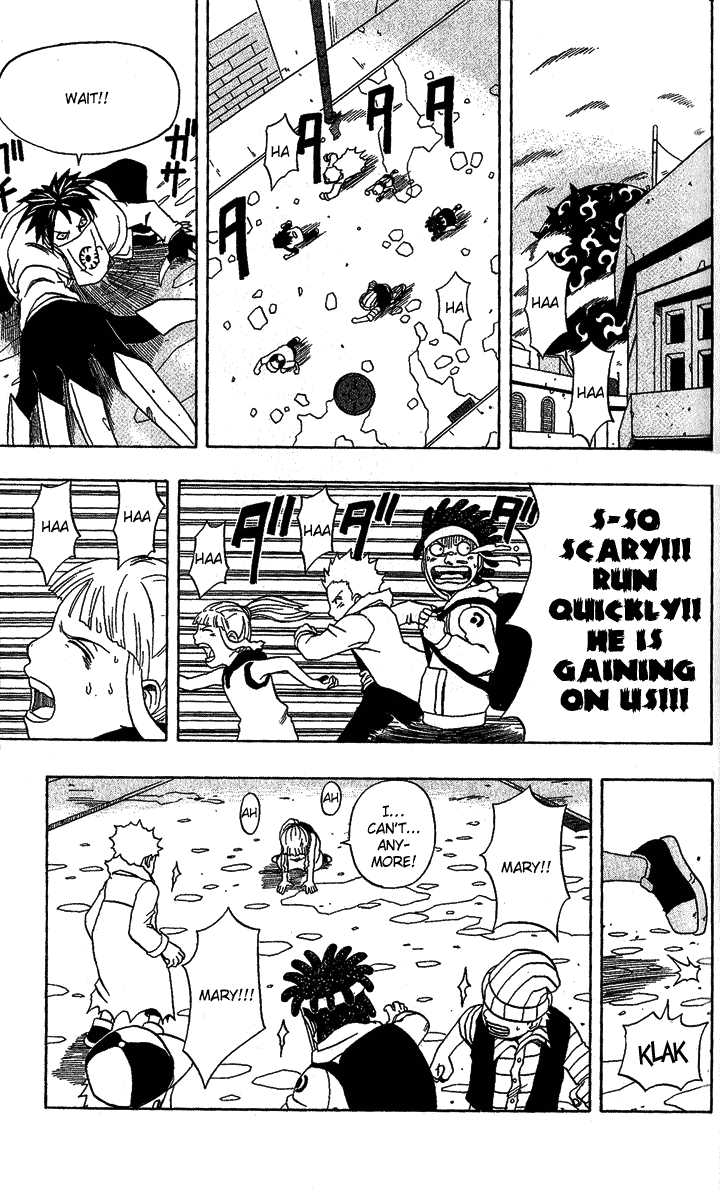 HAA
HAA
HA
HA
WAIT!!
S-SO
SCARY!!!
RUN
QUICKLY!!
HE IS
GAINING
ON US!!!
HAA
HAA
HAA
HAA
KLAK
MARY!!
I...
CAN'T...
ANY-
MORE!
AH
AH
MARY!!!